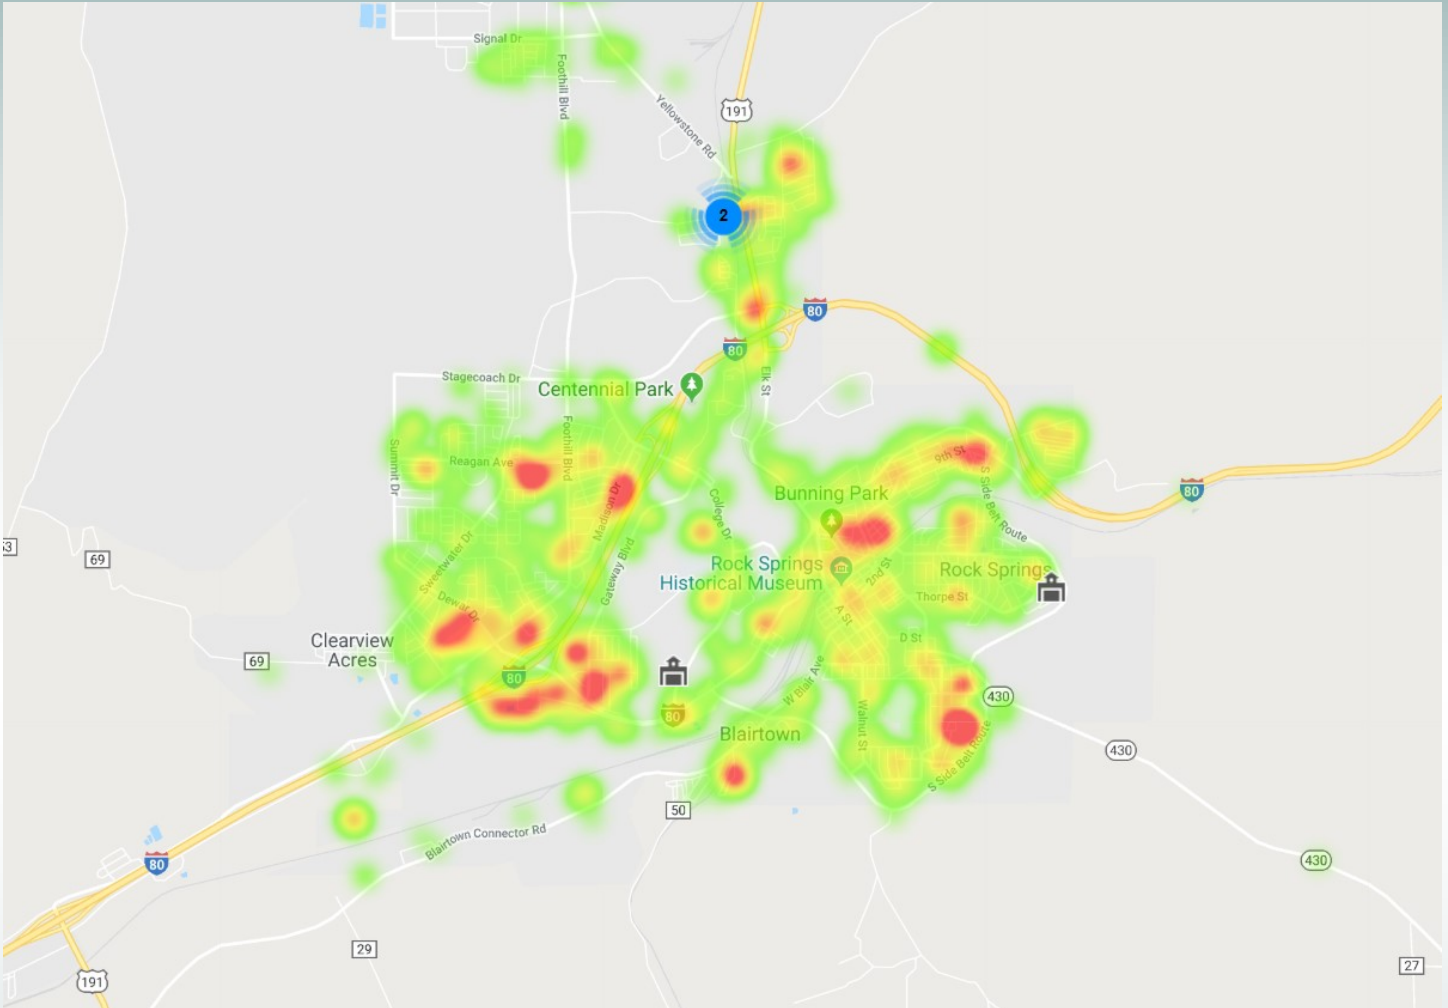 Signal Dr
Foothill Blvd
Yellowstone Rd
191
2
80
80
Stagecoach Dr
Centennial Park
Elk St
Summit Dr
Reagan Ave
Foothill Blvd
9th St
S Side Belt Route
80
Madison Dr
College Dr
Bunning Park
53
69
Sweetwater Dr
Gateway Blvd
Rock Springs
Historical Museum
2nd St
Rock Springs
Dewar Dr
Thorpe St
A St
Clearview
Acres
69
D St
80
80
W Blair Ave
430
Walnut St
Blairtown
430
S Side Belt Route
50
Blairtown Connector Rd
80
430
29
27
191